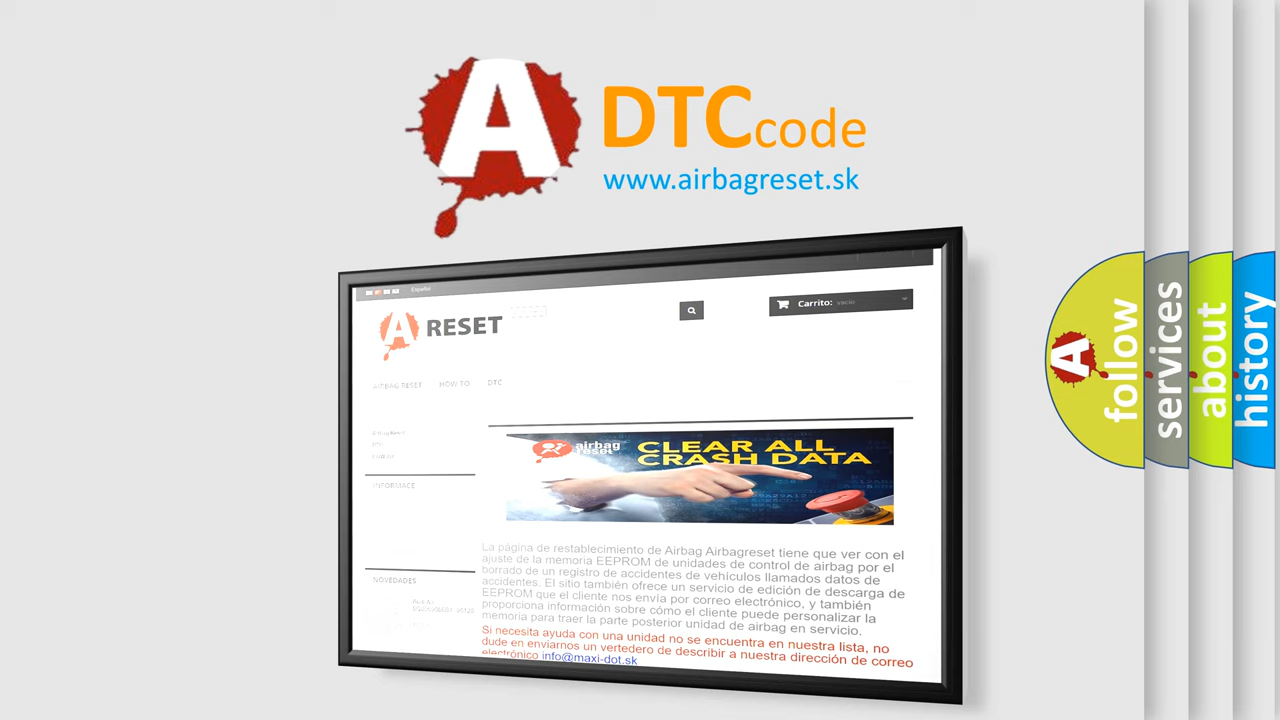 A
DTCcode
www.airbagreset.sk
Español
A RESET
Carrito: vacío
AIRBAG RESET HOW TO DTC
INFORMACE
NOVEDADES
airbag
reset
CLEAR ALL
CRASH DATA
La página de restablecimiento de Airbag Airbagreset tiene que ver con el
ajuste de la memoria EEPROM de unidades de control de airbag por el
borrado de un registro de accidentes de vehículos llamados datos de
accidentes. El sitio también ofrece un servicio de edición de descarga de
EEPROM que el cliente nos envía por correo electrónico, y también
proporciona información sobre cómo el cliente puede personalizar la
memoria para traer la parte posterior unidad de airbag en servicio.
Si necesita ayuda con una unidad no se encuentra en nuestra lista, no
dude en enviarnos un vertedero de describir a nuestra dirección de correo
electrónico info@maxi-dot.sk
A
follow
services
about
history